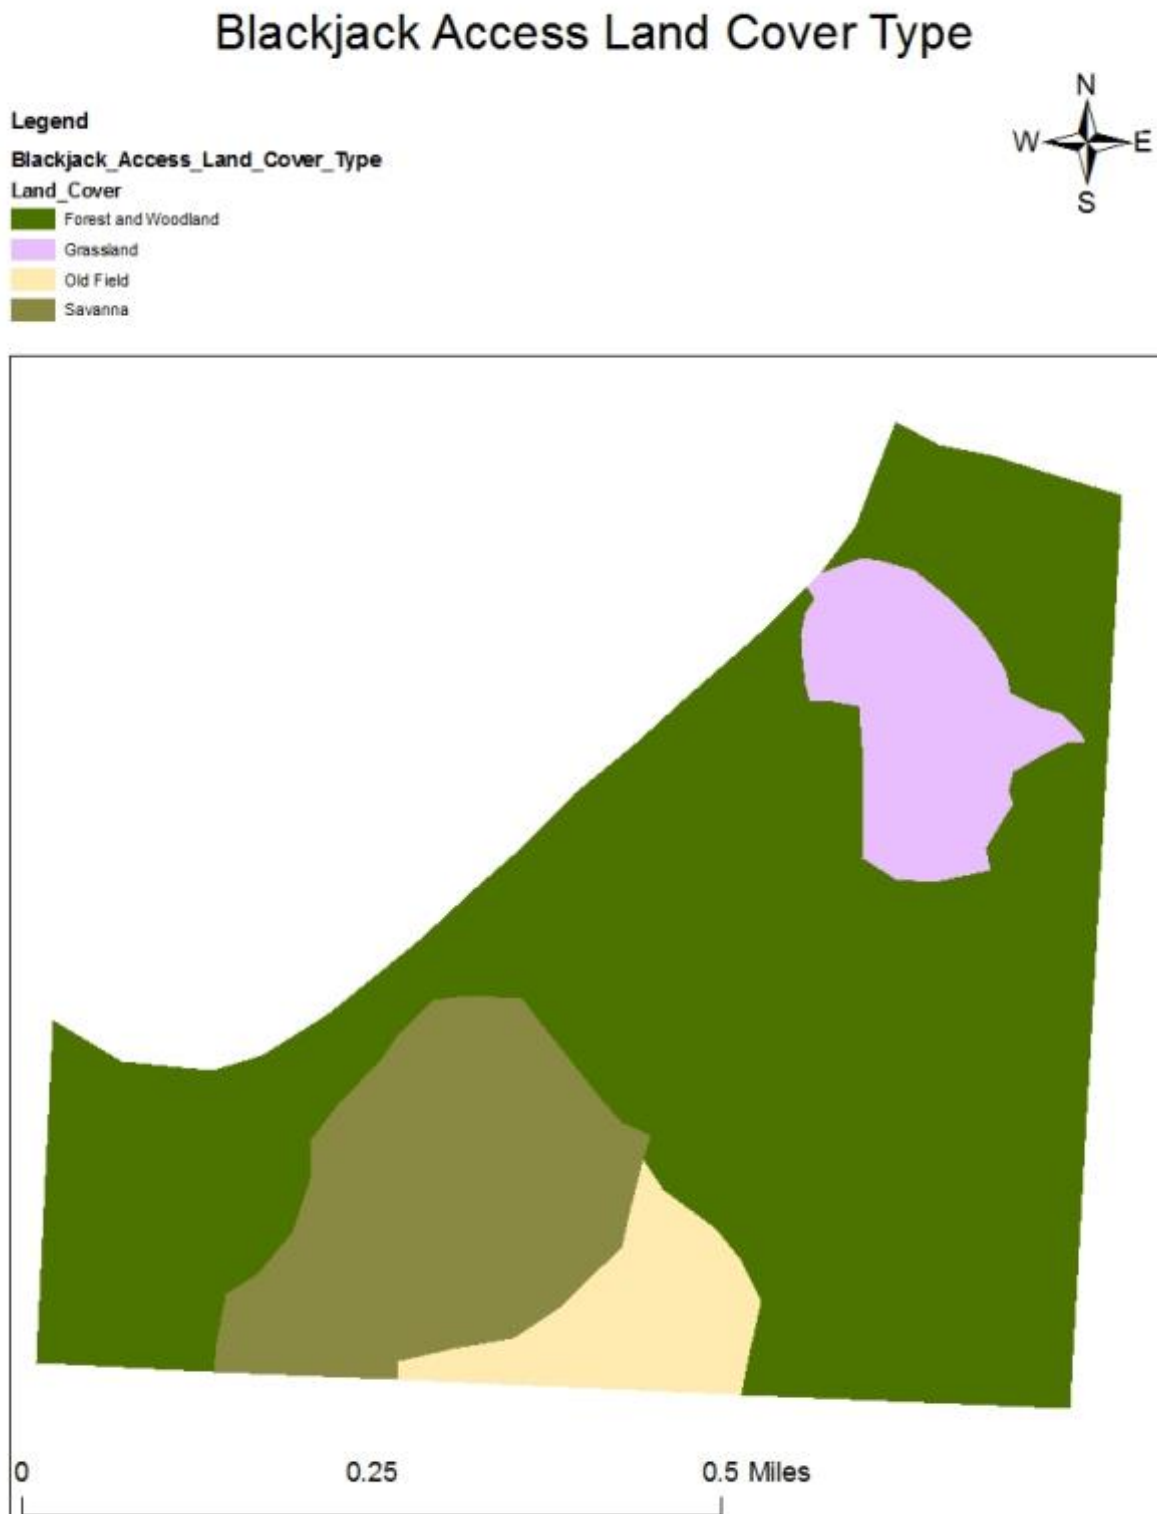 Blackjack Access Land Cover Type
N
W E
S
Legend
Blackjack_Access_Land_Cover_Type
Land_Cover
Forest and Woodland
Grassland
Old Field
Savanna
0 0.25 0.5 Miles